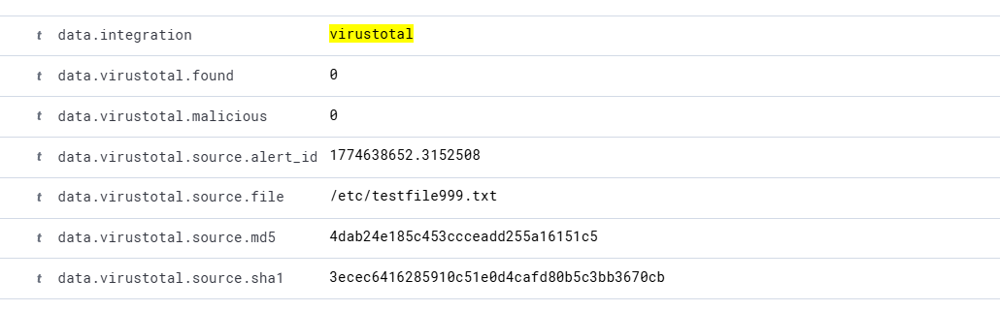 t data.integration virustotal
t data.virustotal.found 0
t data.virustotal.malicious 0
t data.virustotal.source.alert_id 1774638652.3152508
t data.virustotal.source.file /etc/testfile999.txt
t data.virustotal.source.md5 4dab24e185c453ccceadd255a16151c5
t data.virustotal.source.sha1 3ecec6416285910c51e0d4cafd80b5c3bb3670cb